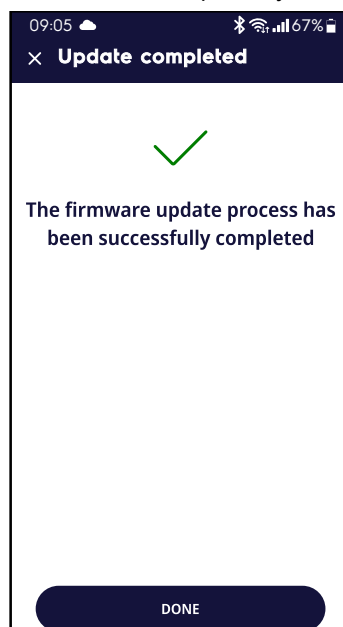 09:05 67%
Update completed
The firmware update process has
been successfully completed
DONE